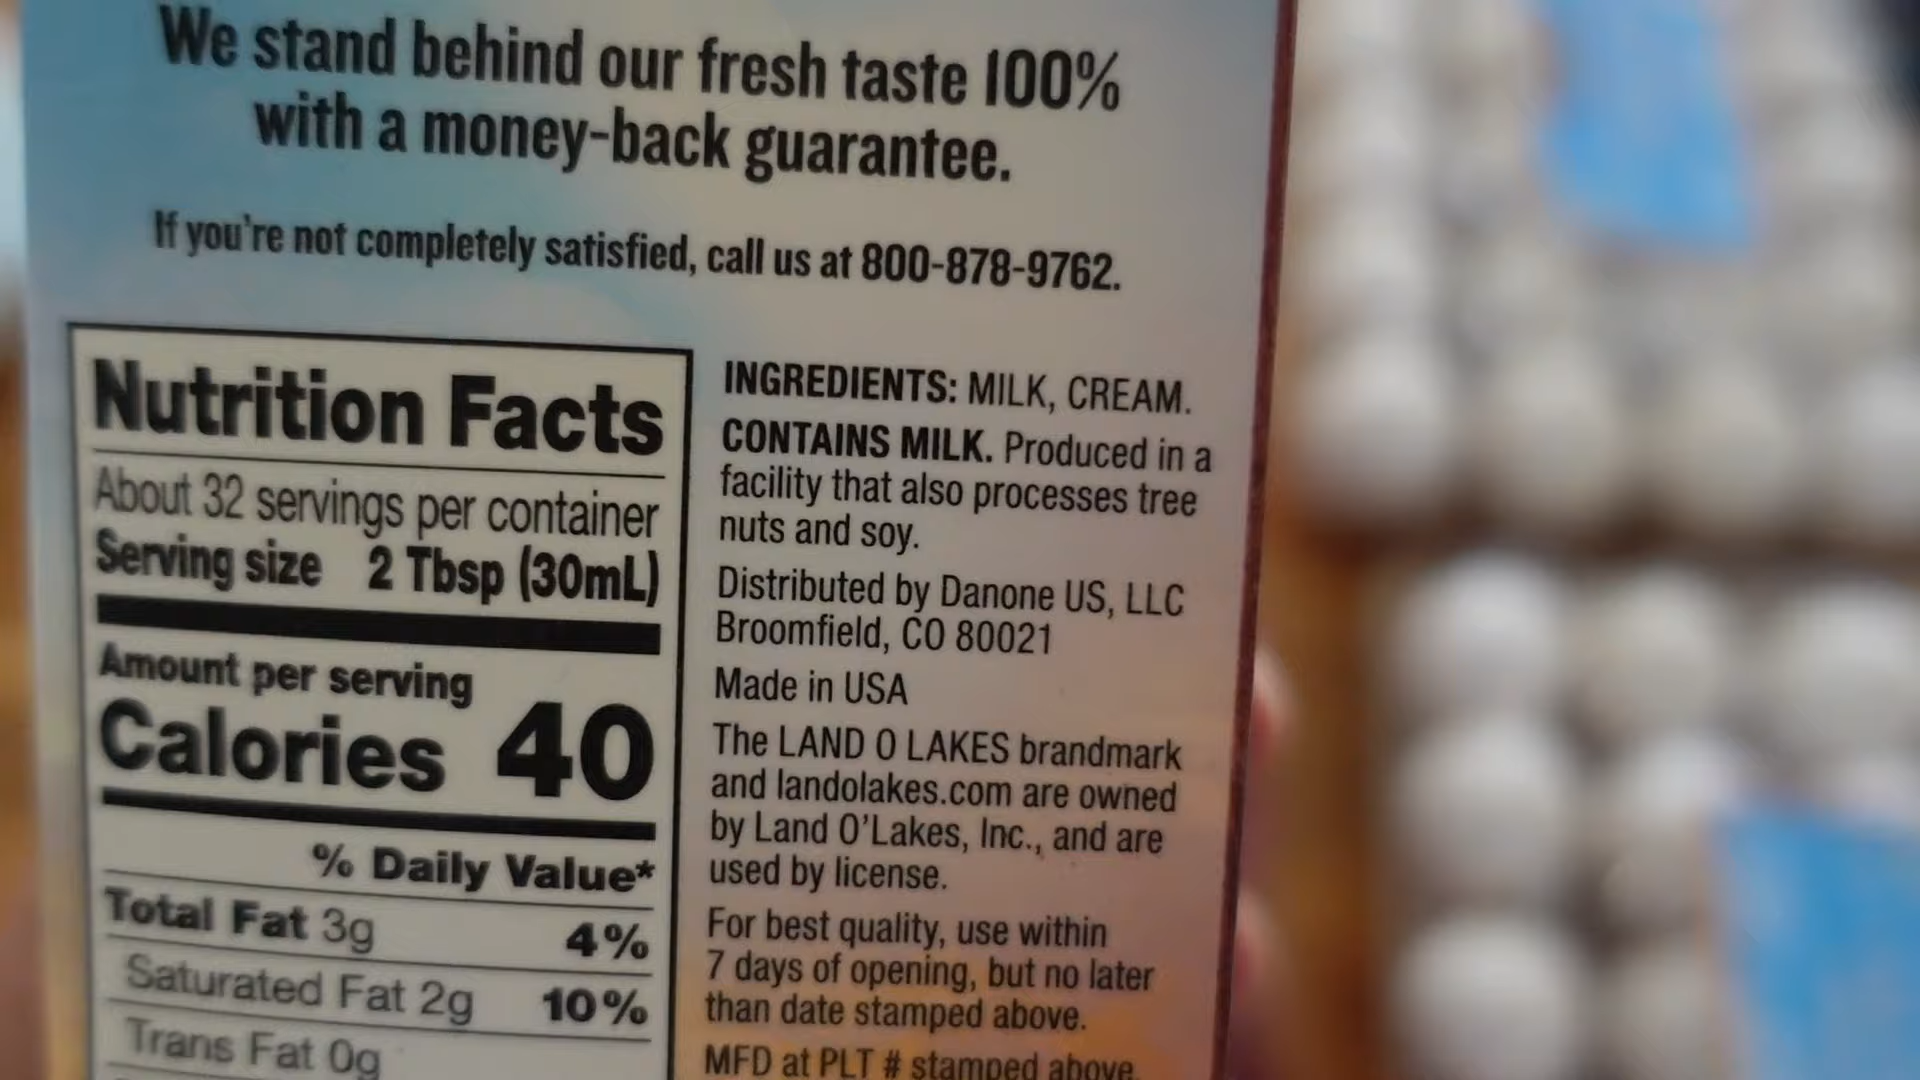 We stand behind our fresh taste 100%
with a money-back guarantee.
If you're not completely satisfied, call us at 800-878-9762.
Nutrition Facts
About 32 servings per container
Serving size 2 Tbsp (30mL)
Amount per serving
Calories 40
% Daily Value*
Total Fat 3g 4%
Saturated Fat 2g 10%
Trans Fat 0g
INGREDIENTS: MILK, CREAM.
CONTAINS MILK. Produced in a
facility that also processes tree
nuts and soy.
Distributed by Danone US, LLC
Broomfield, CO 80021
Made in USA
The LAND O LAKES brandmark
and landolakes.com are owned
by Land O'Lakes, Inc., and are
used by license.
For best quality, use within
7 days of opening, but no later
than date stamped above.
MFD at PLT # stamped above.